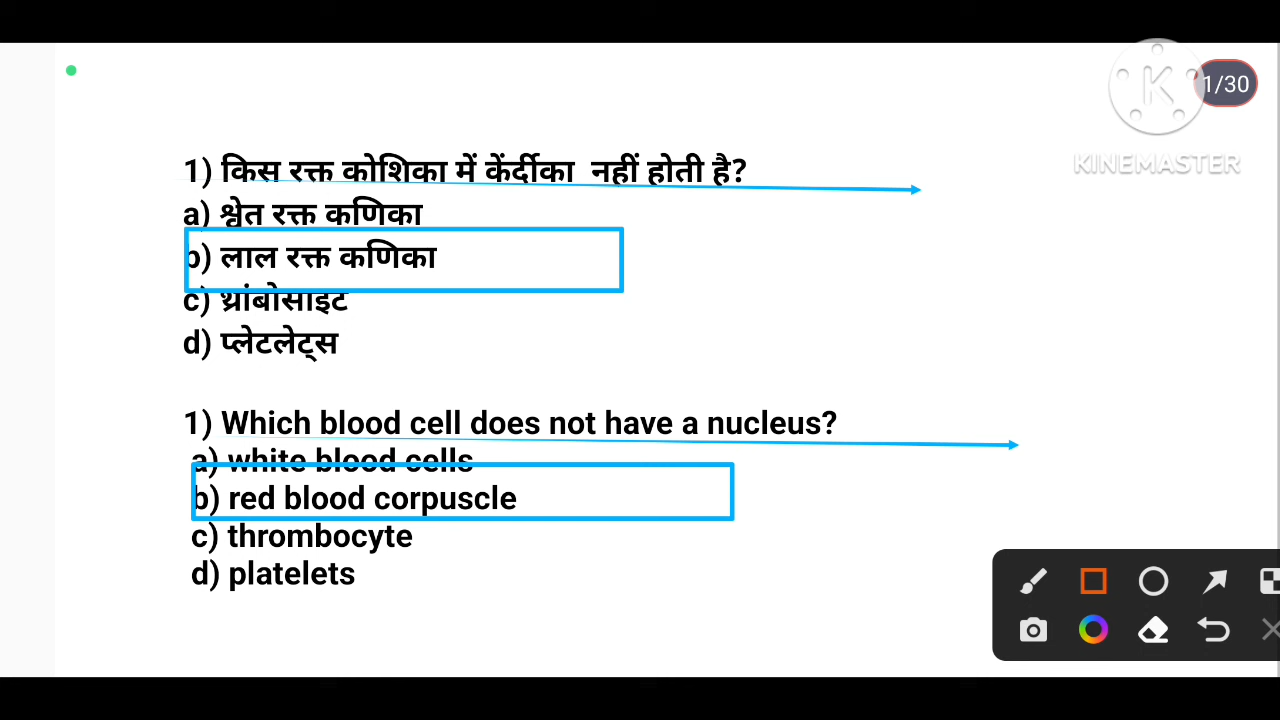 1/30
K
KINEMASTER
1) किस रक्त कोशिका में केंर्दीका नहीं होती है?
a) श्वेत रक्त कणिका
b) लाल रक्त कणिका
c) थ्रांबोसाइट
d) प्लेटलेट्स
1) Which blood cell does not have a nucleus?
a) white blood cells
b) red blood corpuscle
c) thrombocyte
d) platelets